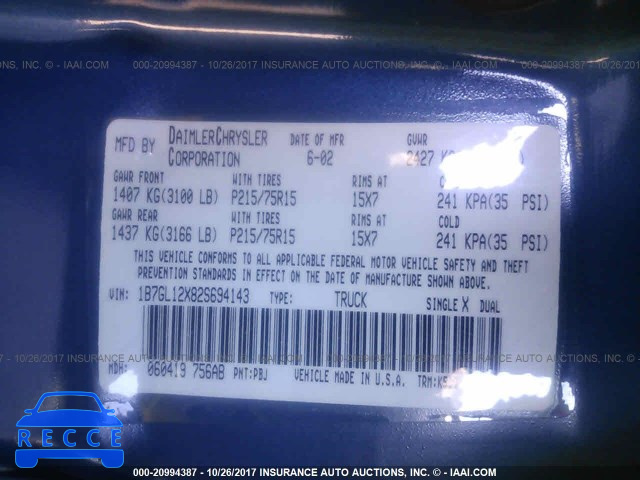 000-20994387 - 10/26/2017 INSURANCE AUTO AUCTIONS, INC. - © IAAI.COM
MFD BY DAIMLERCHRYSLER CORPORATION DATE OF MFR 6-02 GVWR 2427
GAWR FRONT WITH TIRES RIMS AT
1407 KG(3100 LB) P215/75R15 15X7 241 KPA(35 PSI)
GAWR REAR WITH TIRES RIMS AT COLD
1437 KG(3166 LB) P215/75R15 15X7 241 KPA(35 PSI)
THIS VEHICLE CONFORMS TO ALL APPLICABLE FEDERAL MOTOR VEHICLE SAFETY AND THEFT
PREVENTION STANDARDS IN EFFECT ON THE DATE OF MANUFACTURE SHOWN ABOVE.
VIN: 1B7GL12X82S694143 TYPE: TRUCK SINGLE X DUAL
000-20994387 - 10/26/2017 INSURANCE AUTO AUCTIONS, INC. - © IAAI.COM
MDH: 060413 756AB PNT:PBJ VEHICLE MADE IN U.S.A.
RECCE
000-20994387 - 10/26/2017 INSURANCE AUTO AUCTIONS, INC. - © IAAI.COM